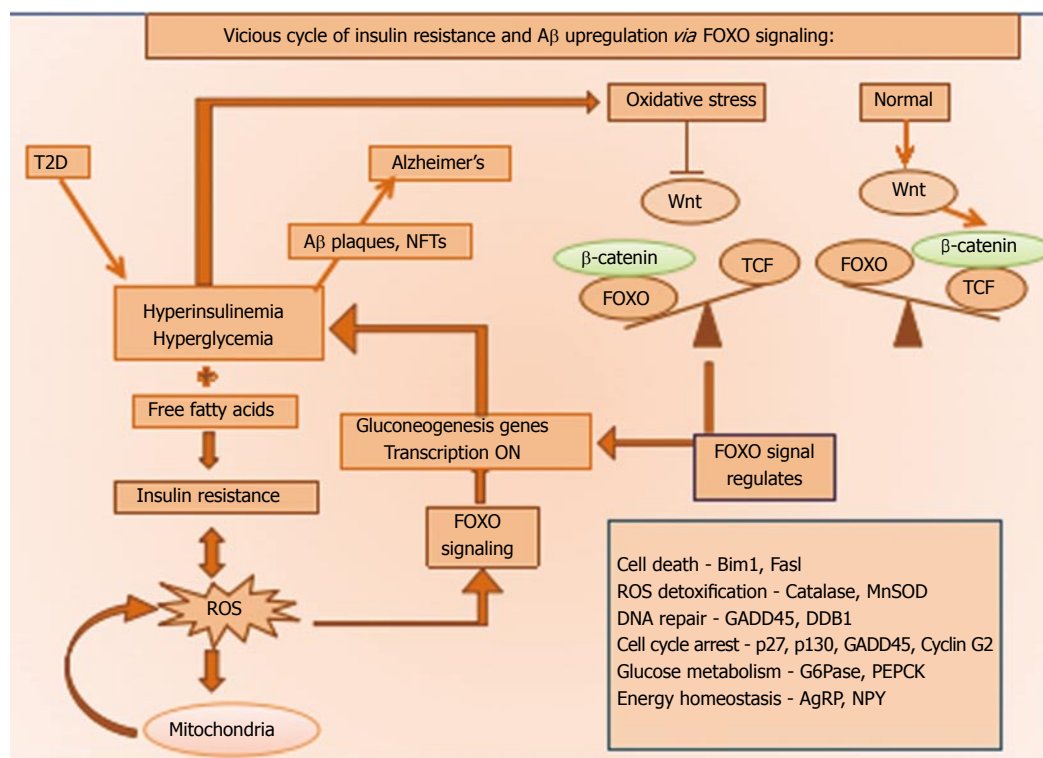 Vicious cycle of insulin resistance and Aβ upregulation via FOXO signaling:
Oxidative stress
Normal
T2D
Alzheimer's
Wnt
Wnt
Aβ plaques, NFTs
β-catenin
TCF
FOXO
FOXO
β-catenin
TCF
Hyperinsulinemia
Hyperglycemia
Free fatty acids
Gluconeogenesis genes
Transcription ON
FOXO signal
regulates
Insulin resistance
FOXO
signaling
ROS
Mitochondria
Cell death - Bim1, Fasl
ROS detoxification - Catalase, MnSOD
DNA repair - GADD45, DDB1
Cell cycle arrest - p27, p130, GADD45, Cyclin G2
Glucose metabolism - G6Pase, PEPCK
Energy homeostasis - AgRP, NPY